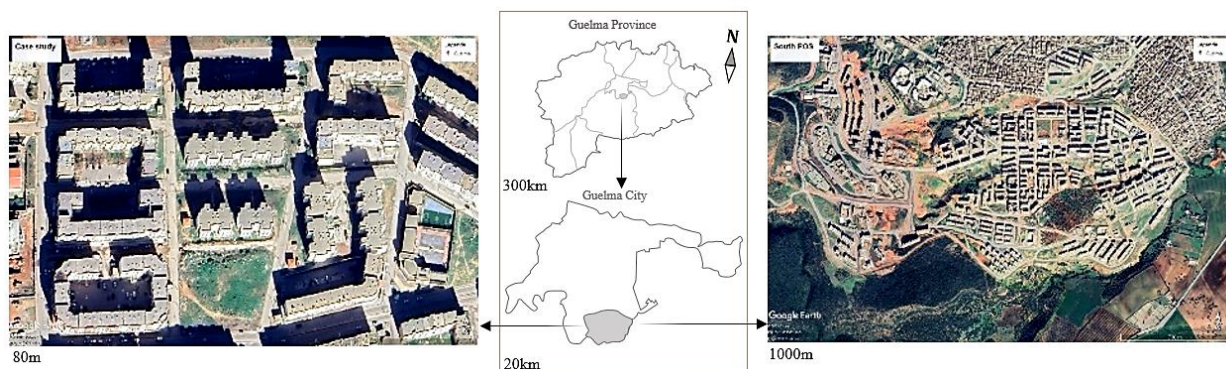 Case study
80m
Guelma Province
N
300km
Guelma City
20km
South POS
Google Earth
1000m